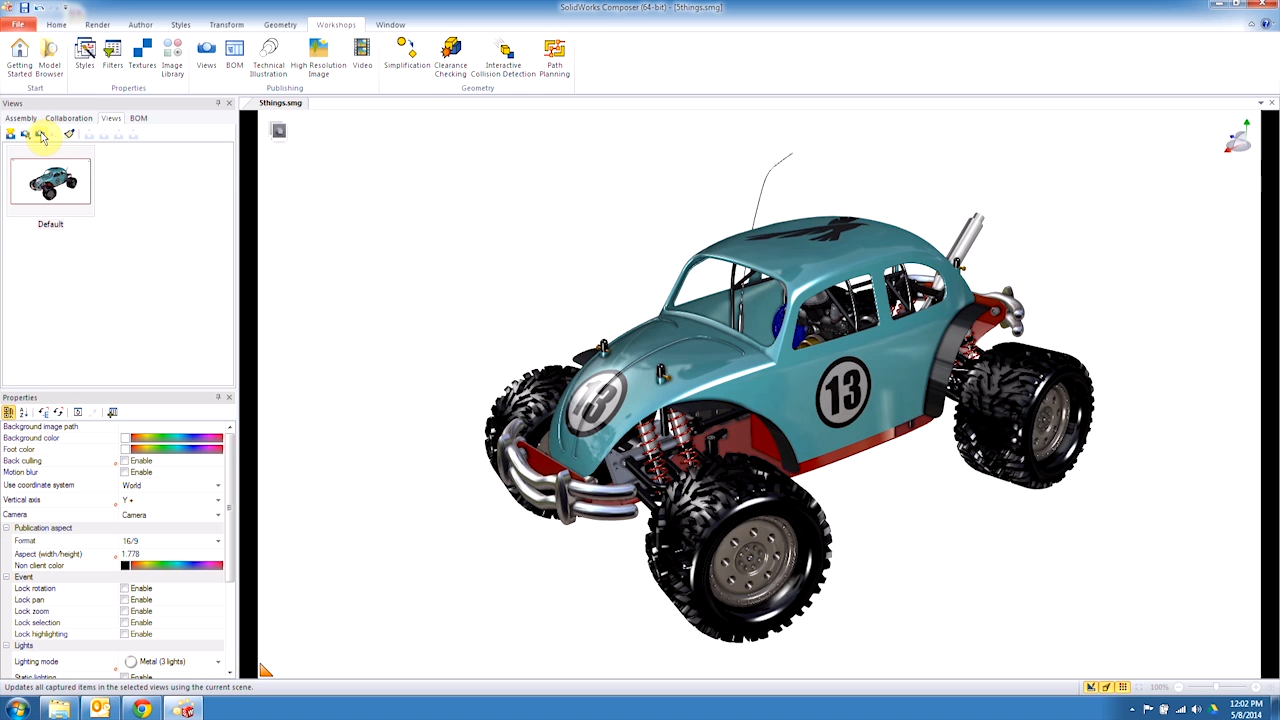 SolidWorks Composer (64-bit) - [5things.smg]
File Home Render Author Styles Transform Geometry Workshops Window
Getting Started Model Browser Styles Filters Textures Image Library Views BOM Technical Illustration High Resolution Image Video Simplification Clearance Checking Interactive Collision Detection Path Planning
Start Properties Publishing Geometry
Views
5things.smg
Assembly Collaboration Views BOM
Default
13
13
Properties
Background image path
Background color
Foot color
Back culling Enable
Motion blur Enable
Use coordinate system World
Vertical axis Y +
Camera Camera
Publication aspect
Format 16/9
Aspect (width/height) 1.778
Non client color
Event
Lock rotation Enable
Lock pan Enable
Lock zoom Enable
Lock selection Enable
Lock highlighting Enable
Lights
Lighting mode Metal (3 lights)
Static lighting Enable
Updates all captured items in the selected views using the current scene.
100%
12:02 PM
5/8/2014